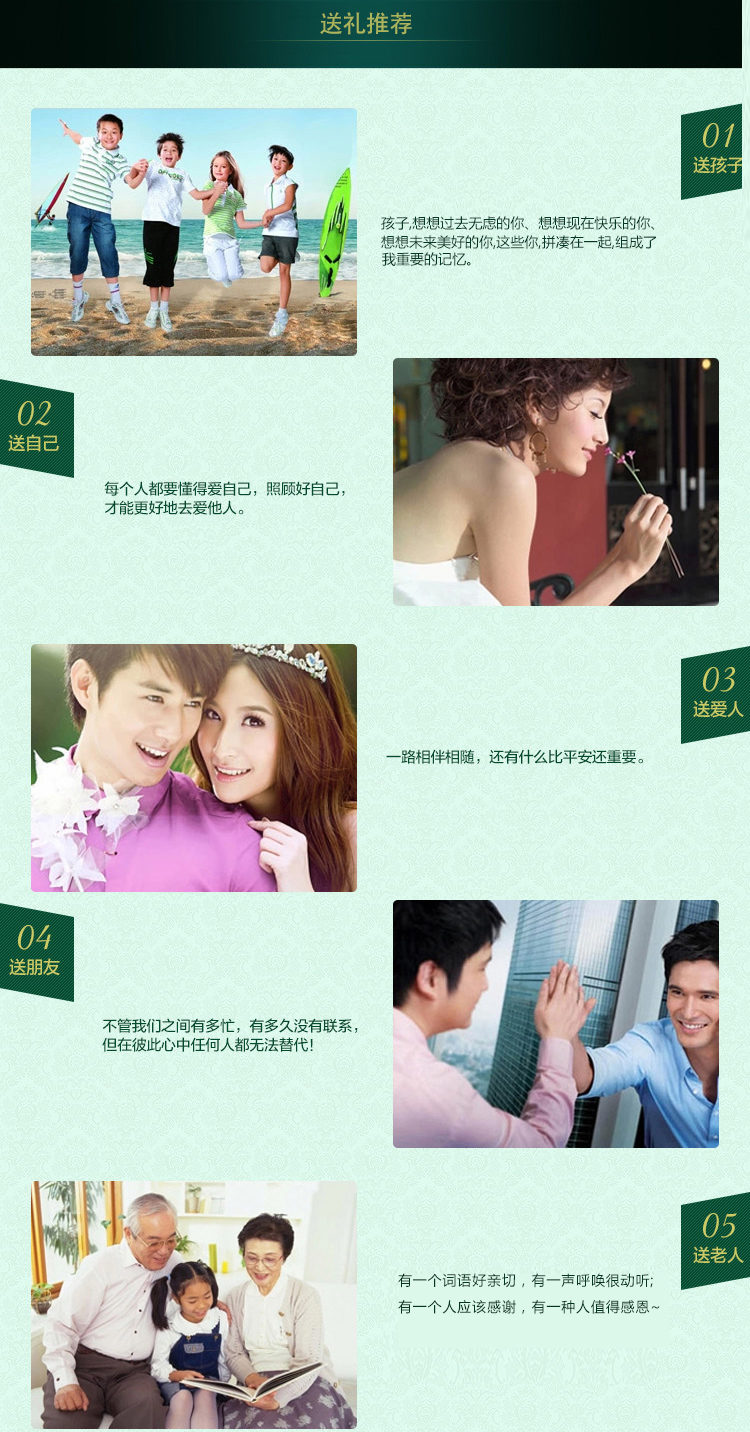 送礼推荐
01
送孩子
孩子,想想过去无虑的你、想想现在快乐的你、
想想未来美好的你,这些你,拼凑在一起,组成了
我重要的记忆。
02
送自己
每个人都要懂得爱自己，照顾好自己，
才能更好地去爱他人。
03
送爱人
一路相伴相随，还有什么比平安还重要。
04
送朋友
不管我们之间有多忙，有多久没有联系，
但在彼此心中任何人都无法替代！
05
送老人
有一个词语好亲切，有一声呼唤很动听;
有一个人应该感谢，有一种人值得感恩~